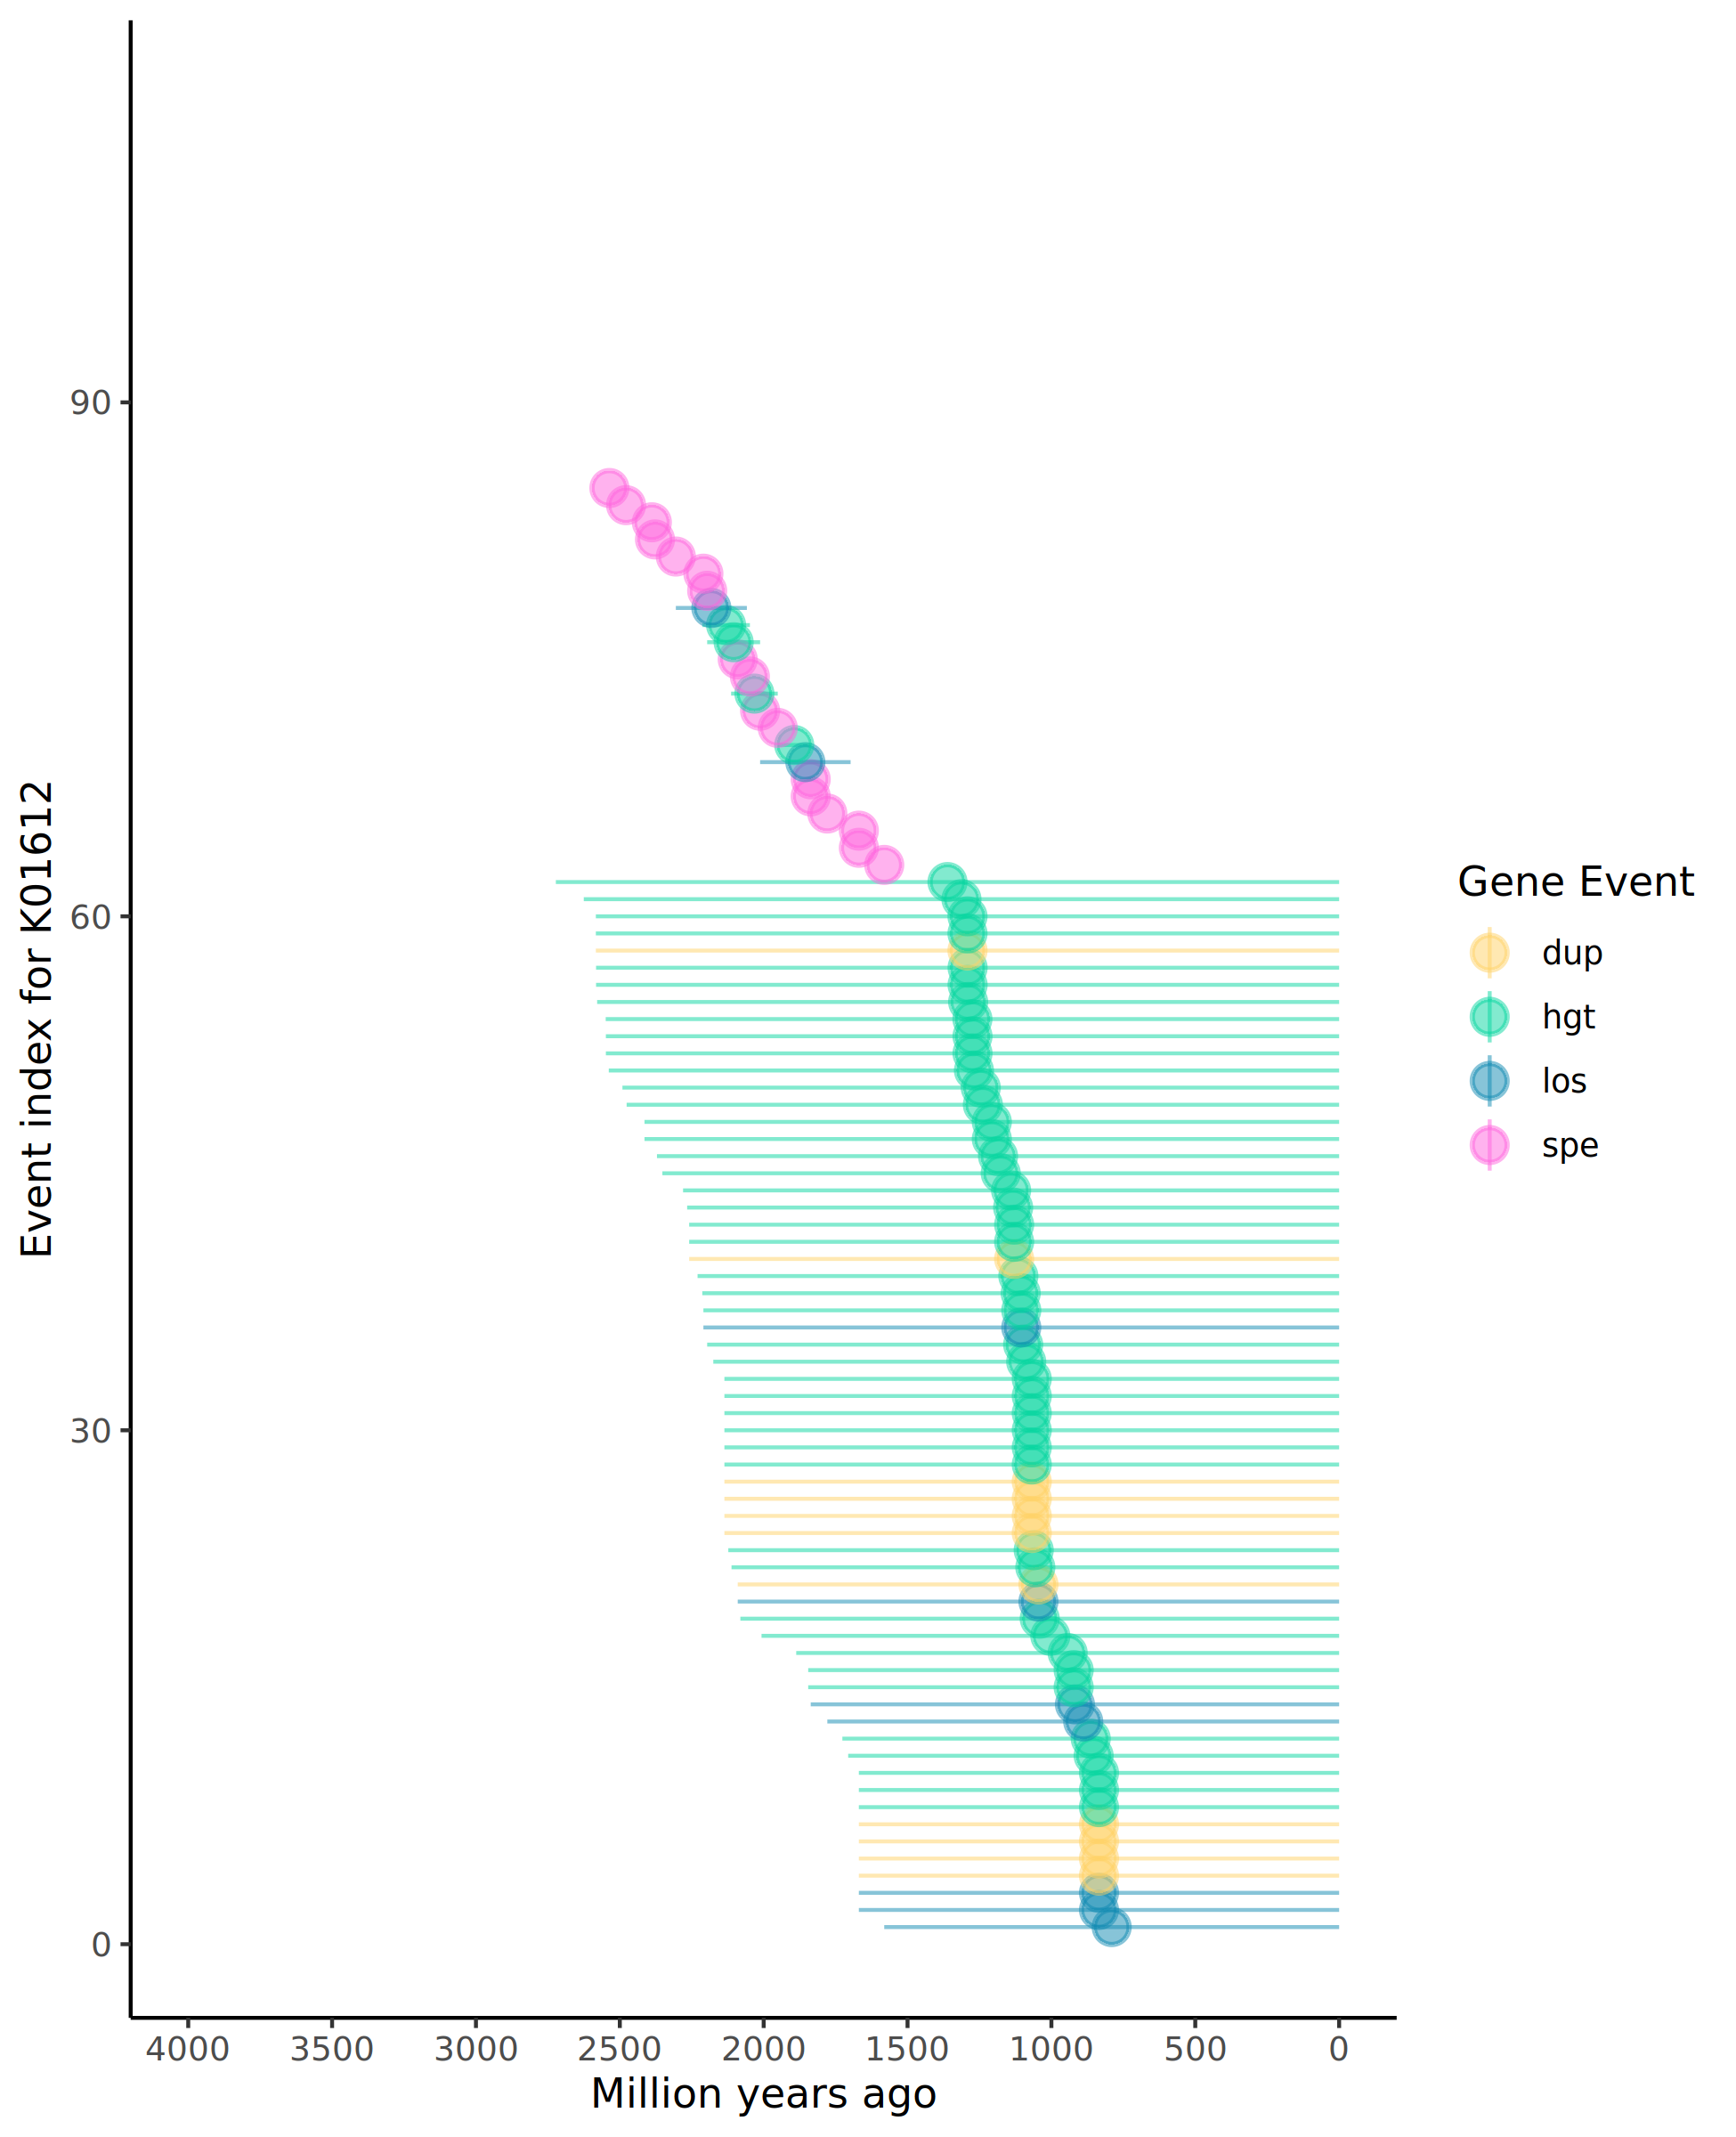 Event index for K01612
90
60
30
0
4000 3500 3000 2500 2000 1500 1000 500 0
Million years ago
Gene Event
dup
hgt
los
spe